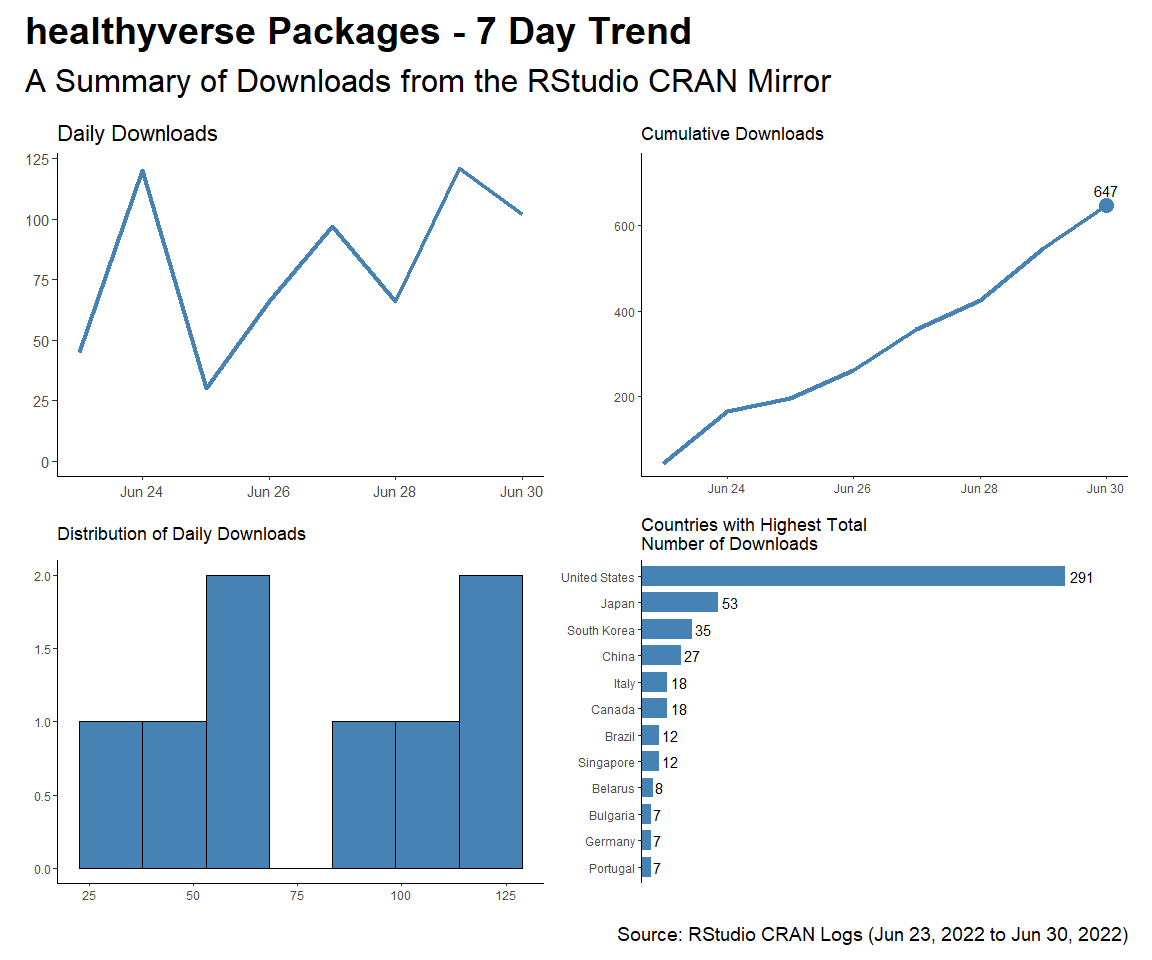 healthyverse Packages - 7 Day Trend
A Summary of Downloads from the RStudio CRAN Mirror
Daily Downloads
125
100
75
50
25
0
Jun 24 Jun 26 Jun 28 Jun 30
Cumulative Downloads
647
600
400
200
Jun 24 Jun 26 Jun 28 Jun 30
Distribution of Daily Downloads
2.0
1.5
1.0
0.5
0.0
25 50 75 100 125
Countries with Highest Total
Number of Downloads
United States 291
Japan 53
South Korea 35
China 27
Italy 18
Canada 18
Brazil 12
Singapore 12
Belarus 8
Bulgaria 7
Germany 7
Portugal 7
Source: RStudio CRAN Logs (Jun 23, 2022 to Jun 30, 2022)